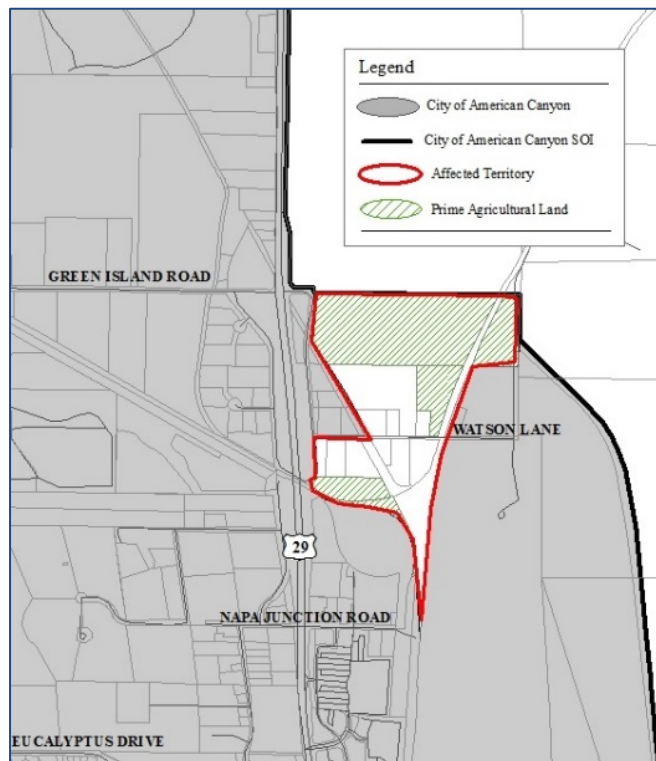 Legend
City of American Canyon
City of American Canyon SOI
Affected Territory
Prime Agricultural Land
GREEN ISLAND ROAD
WATSON LANE
29
NAPA JUNCTION ROAD
EUCALYPTUS DRIVE